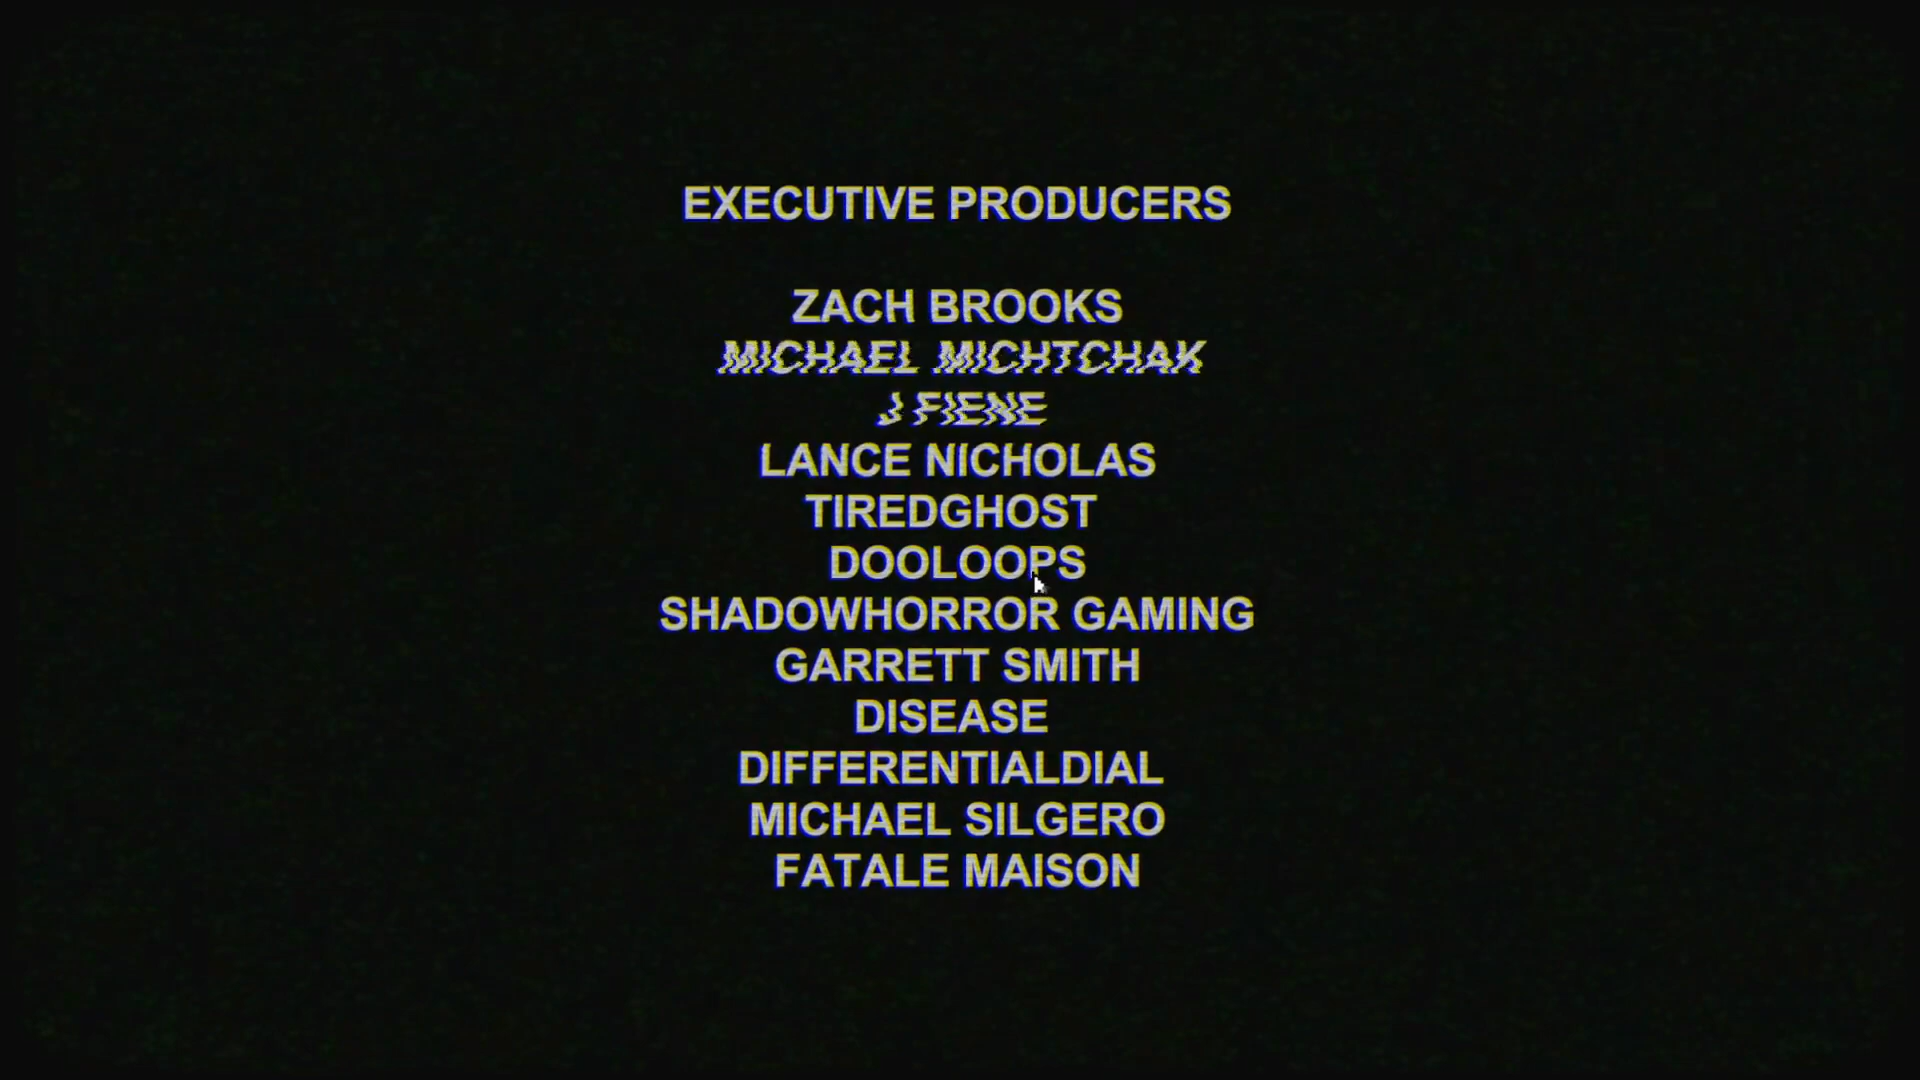 EXECUTIVE PRODUCERS
ZACH BROOKS
MICHAEL MICHTCHAK
J FIENE
LANCE NICHOLAS
TIREDGHOST
DOOLOOPS
SHADOWHORROR GAMING
GARRETT SMITH
DISEASE
DIFFERENTIALDIAL
MICHAEL SILGERO
FATALE MAISON